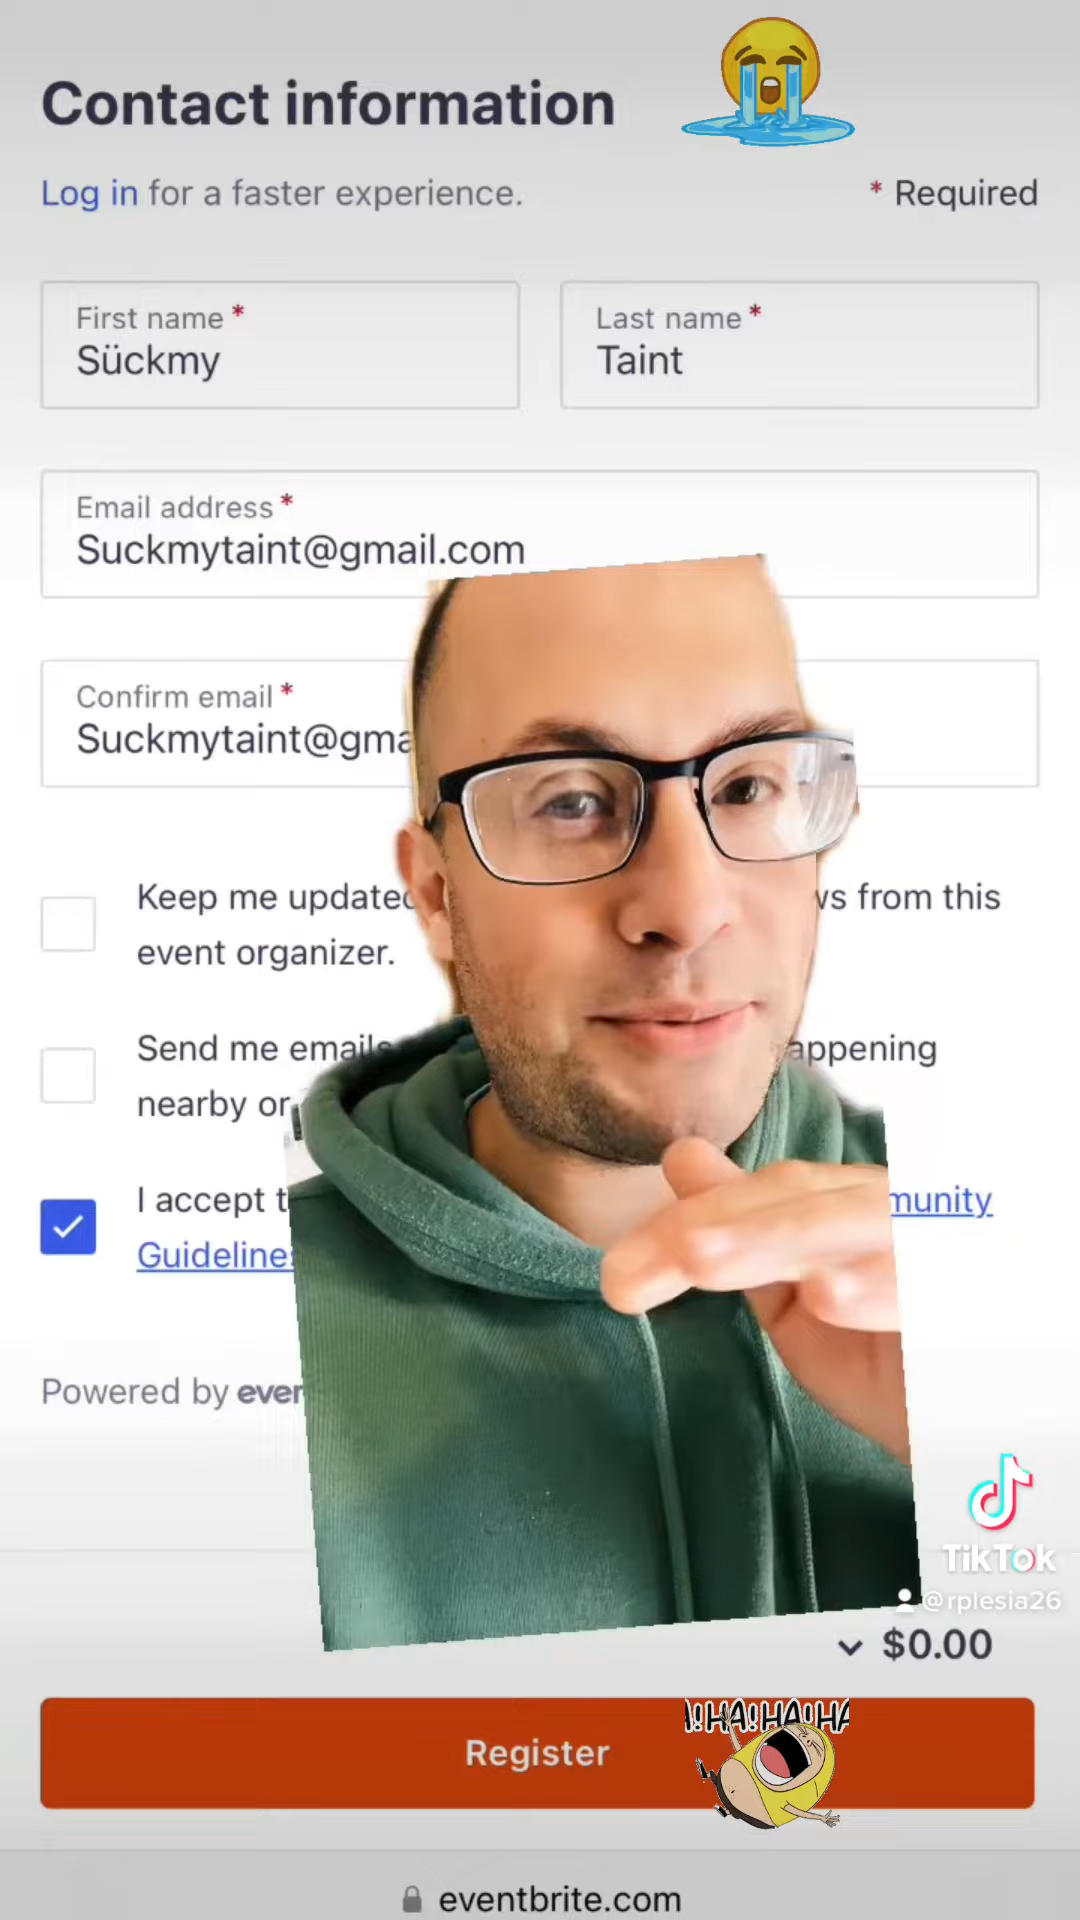 Contact information
Log in for a faster experience.
* Required
First name *
Sückmy
Last name *
Taint
Email address *
Suckmytaint@gmail.com
Confirm email *
Suckmytaint@gma
Keep me updated
vs from this
event organizer.
Send me emails
appening
nearby or
I accept t
munity
Guidelines
Powered by ever
TikTok
@rplesia26
$0.00
A!HA!HA!HA
Register
eventbrite.com